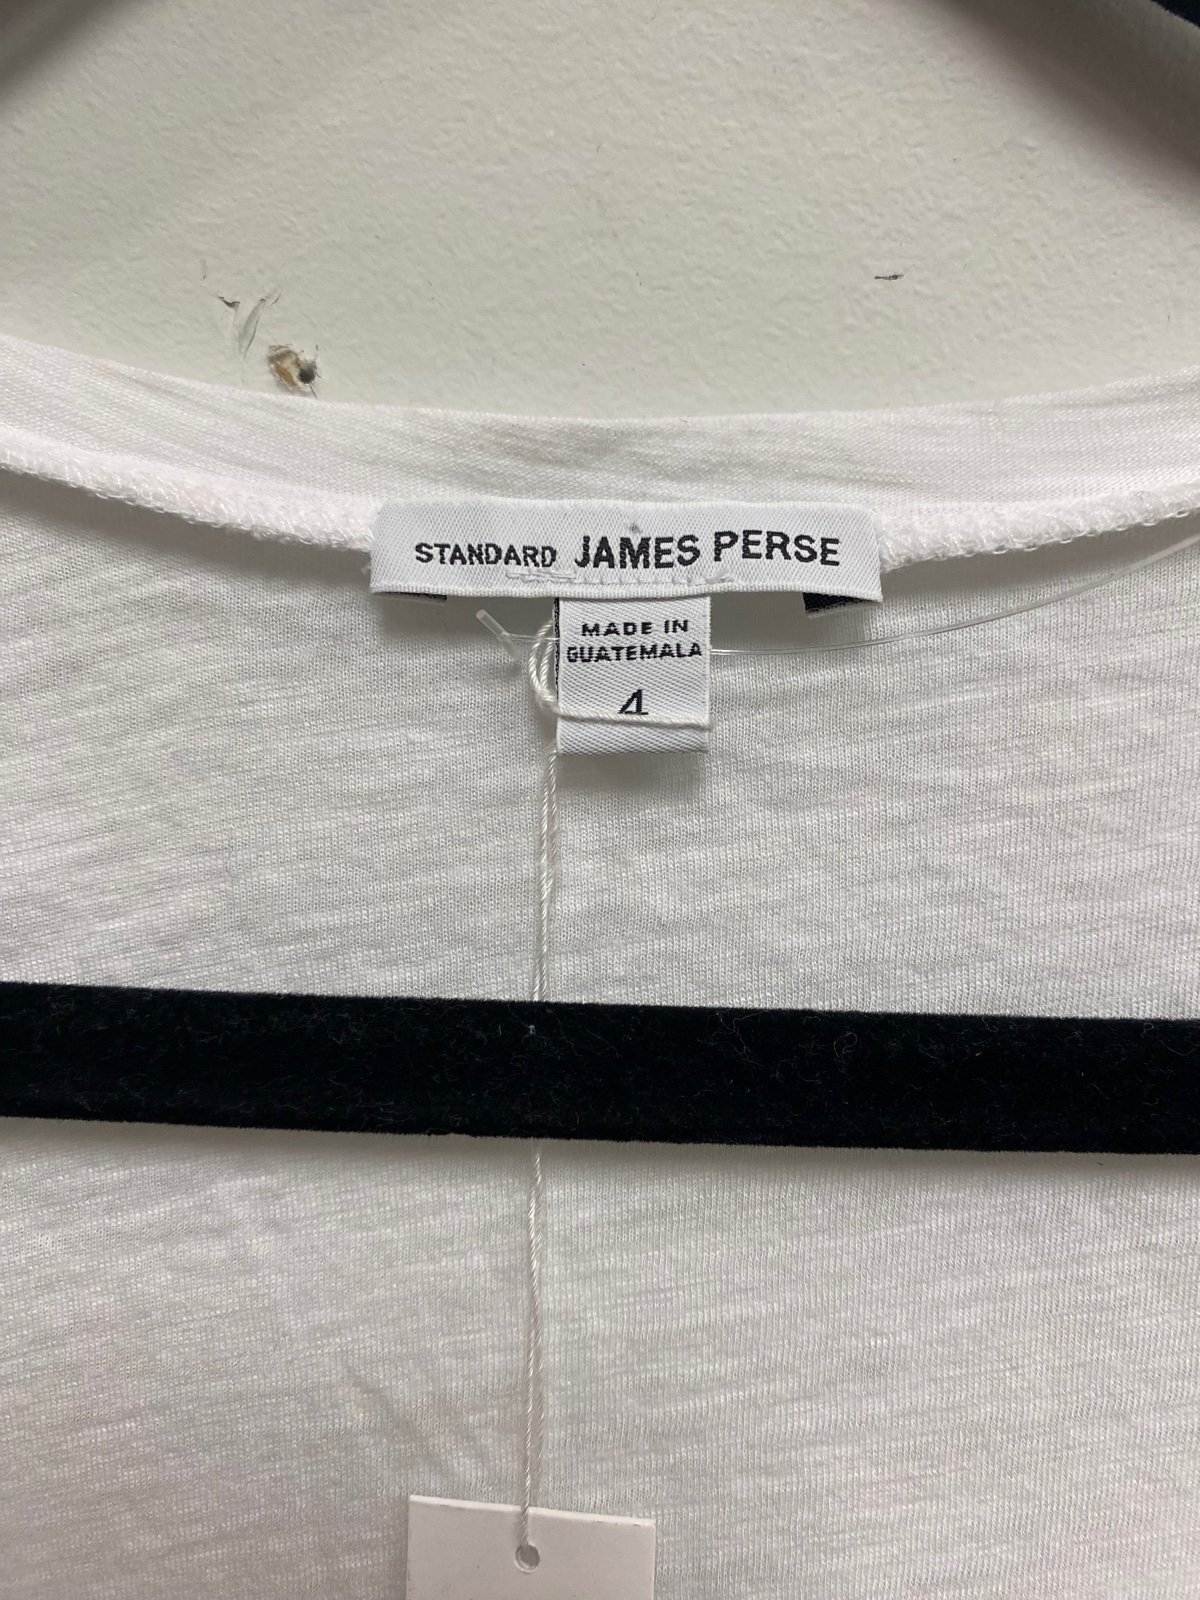 STANDARD JAMES PERSE
MADE IN
GUATEMALA
4